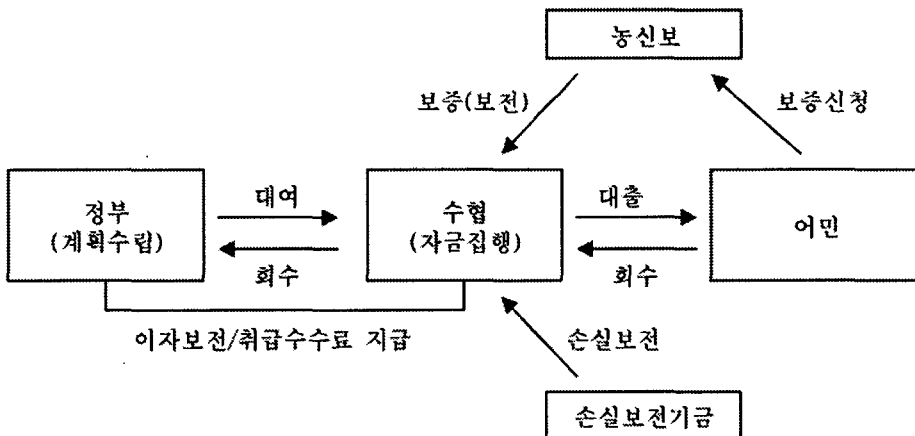 농신보
보증(보전)
보증신청
정부
(계획수립)
대여
회수
수협
(자금집행)
대출
회수
어민
이자보전/취급수수료 지급
손실보전
손실보전기금